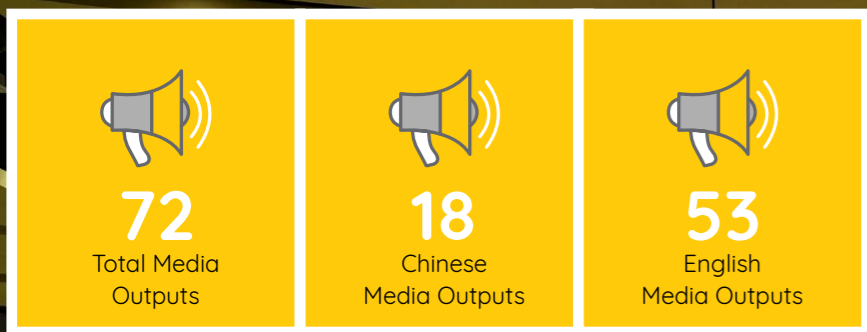 72
Total Media
Outputs
18
Chinese
Media Outputs
53
English
Media Outputs